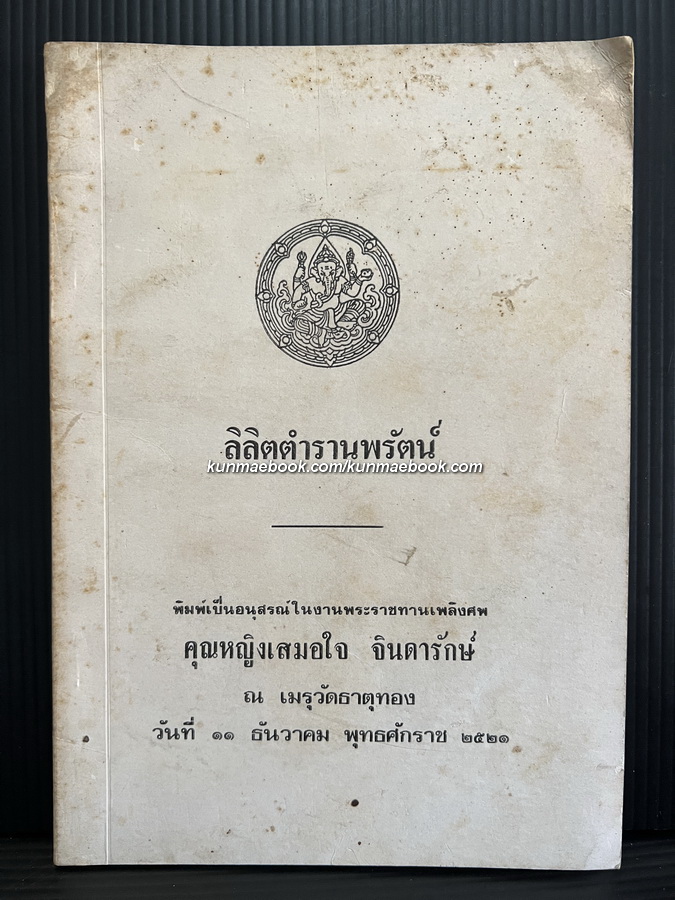 ลิลิตตำรานพรัตน์
kunmaebook.com/kunmaebook.com
พิมพ์เป็นอนุสรณ์ในงานพระราชทานเพลิงศพ
คุณหญิงเสมอใจ จินดารักษ์
ณ เมรุวัดธาตุทอง
วันที่ ๑๑ ธันวาคม พุทธศักราช ๒๕๒๑